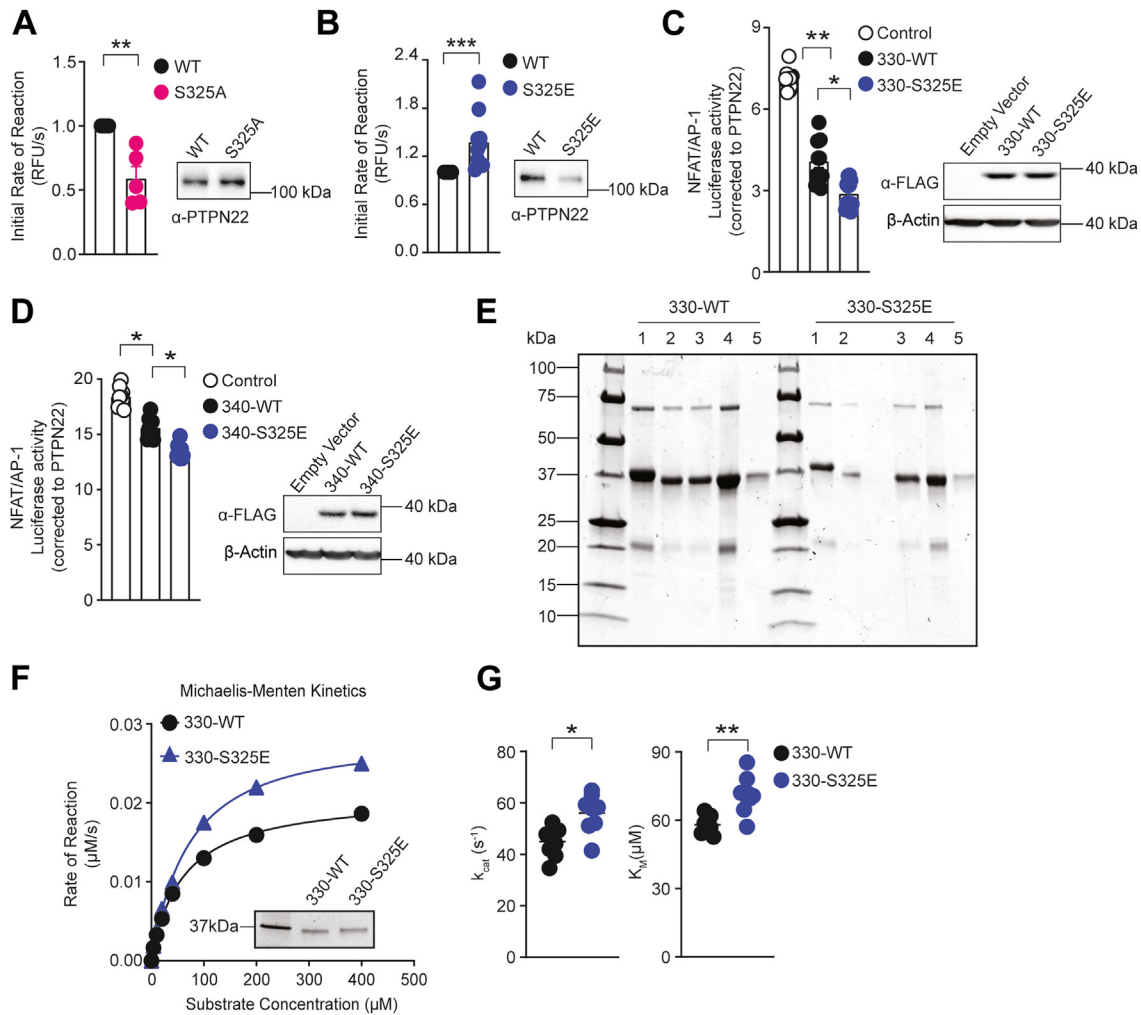 A
**
WT
S325A
Initial Rate of Reaction
(RFU/s)
1.5
1.0
0.5
0.0
WT
S325A
100 kDa
α-PTPN22
B
***
WT
S325E
Initial Rate of Reaction
(RFU/s)
2.4
1.8
1.2
0.6
0.0
WT
S325E
100 kDa
α-PTPN22
C
**
*
Control
330-WT
330-S325E
NFAT/AP-1
Luciferase activity
(corrected to PTPN22)
9
6
3
0
Empty Vector
330-WT
330-S325E
α-FLAG
40 kDa
β-Actin
40 kDa
D
*
*
Control
340-WT
340-S325E
NFAT/AP-1
Luciferase activity
(corrected to PTPN22)
20
15
10
5
0
Empty Vector
340-WT
340-S325E
α-FLAG
40 kDa
β-Actin
40 kDa
E
330-WT
330-S325E
kDa
1 2 3 4 5
1 2 3 4 5
100
75
50
37
25
20
15
10
F
Michaelis-Menten Kinetics
330-WT
330-S325E
Rate of Reaction
(µM/s)
0.03
0.02
0.01
0.00
330-WT
330-S325E
37kDa
0 100 200 300 400 500
Substrate Concentration (µM)
G
*
kcat (s-1)
80
60
40
20
0
**
330-WT
330-S325E
KM(µM)
90
60
30
0